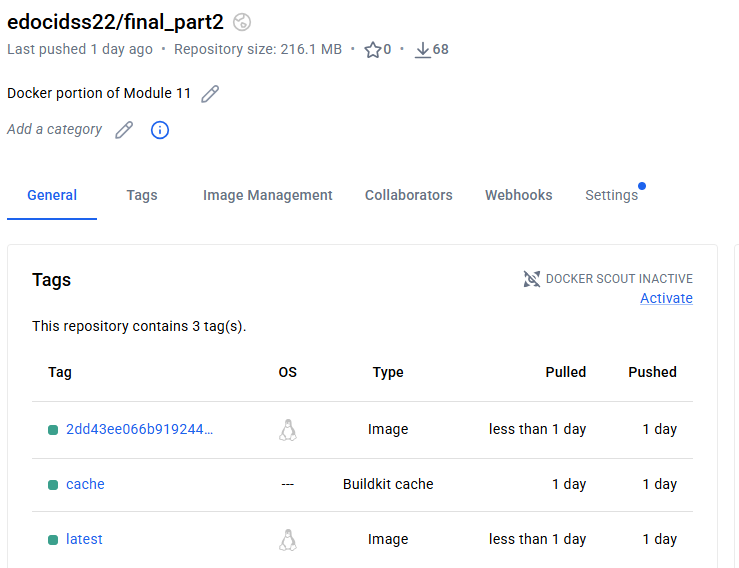 edocidss22/final_part2
Last pushed 1 day ago • Repository size: 216.1 MB • 0 • 68
Docker portion of Module 11
Add a category
General Tags Image Management Collaborators Webhooks Settings
Tags DOCKER SCOUT INACTIVE
Activate
This repository contains 3 tag(s).
Tag OS Type Pulled Pushed
2dd43ee066b919244... Image less than 1 day 1 day
cache --- Buildkit cache 1 day 1 day
latest Image less than 1 day 1 day